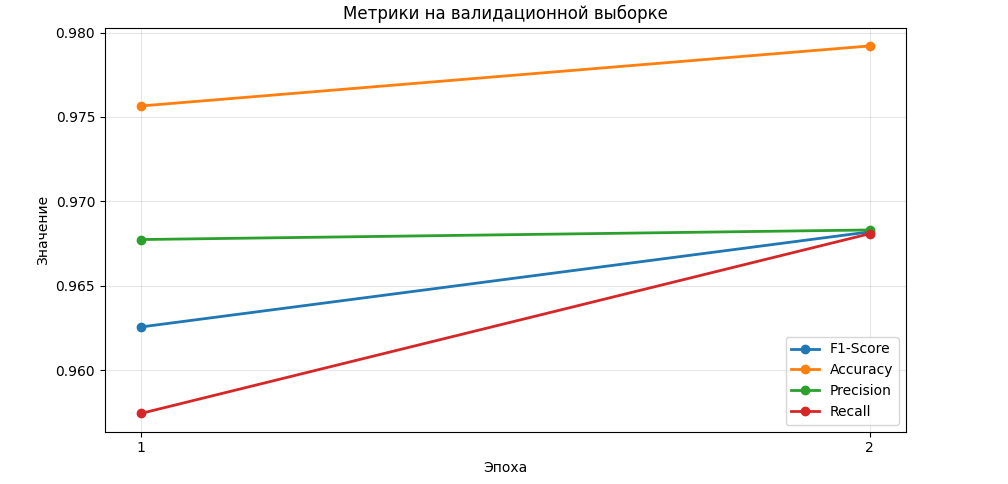 Метрики на валидационной выборке
Значение
0.980
0.975
0.970
0.965
0.960
1
2
Эпоха
F1-Score
Accuracy
Precision
Recall